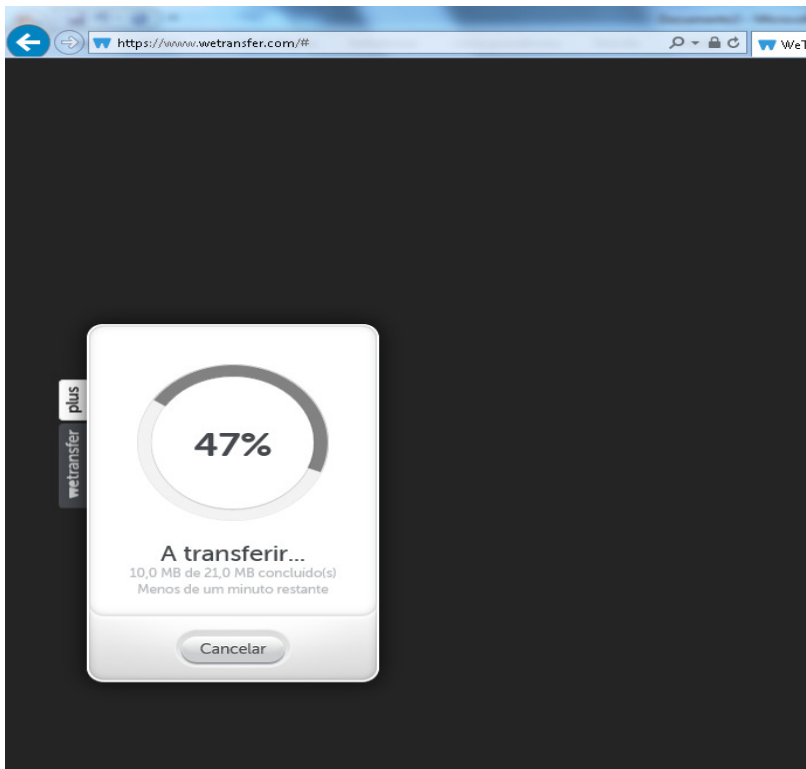 https://www.wetransfer.com/#
WeT
plus
wetransfer
47%
A transferir...
10,0 MB de 21,0 MB concluído(s)
Menos de um minuto restante
Cancelar